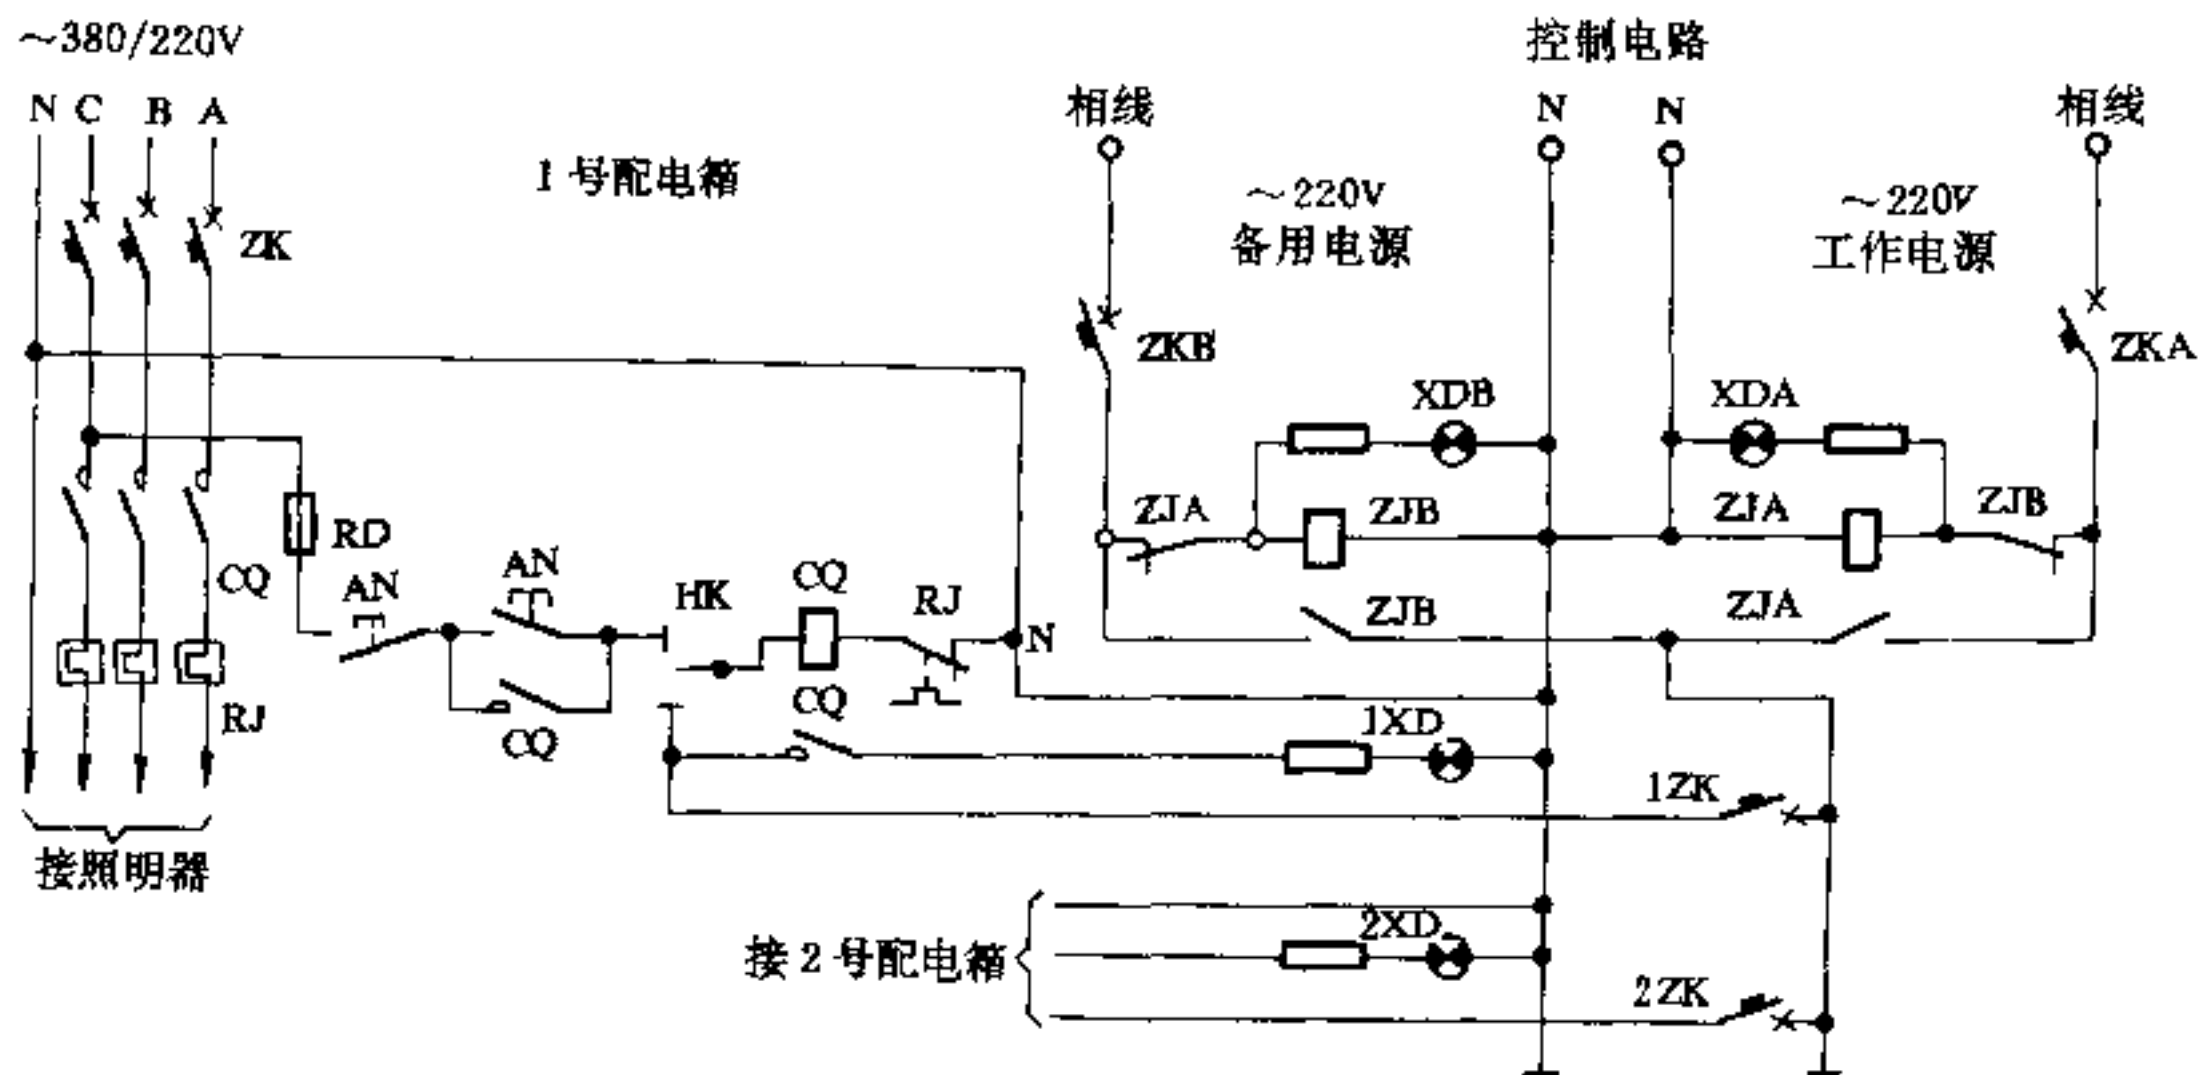 ~380/220V
控制电路
N C B A
相线
N
N
相线
1号配电箱
~220V
备用电源
~220V
工作电源
ZK
ZKB
ZKA
XDB
XDA
ZJA
ZJB
ZJA
ZJB
RD
CQ
AN
AN
HK
CQ
RJ
N
ZJB
ZJA
RJ
CQ
CQ
1XD
1ZK
接照明器
接2号配电箱
2XD
2ZK